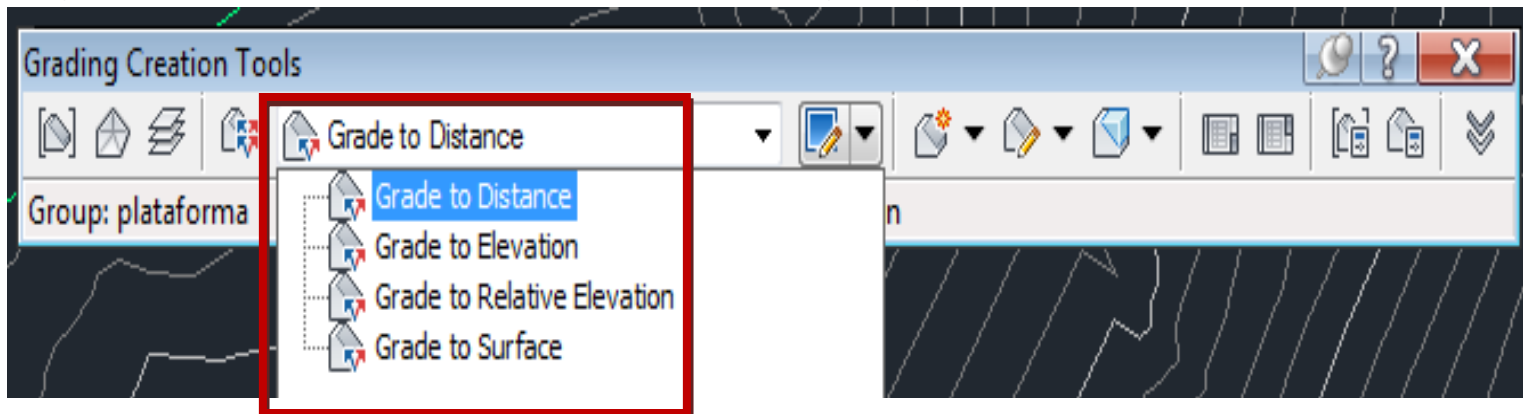 Grading Creation Tools
Grade to Distance
Grade to Distance
Group: plataforma
n
Grade to Elevation
Grade to Relative Elevation
Grade to Surface